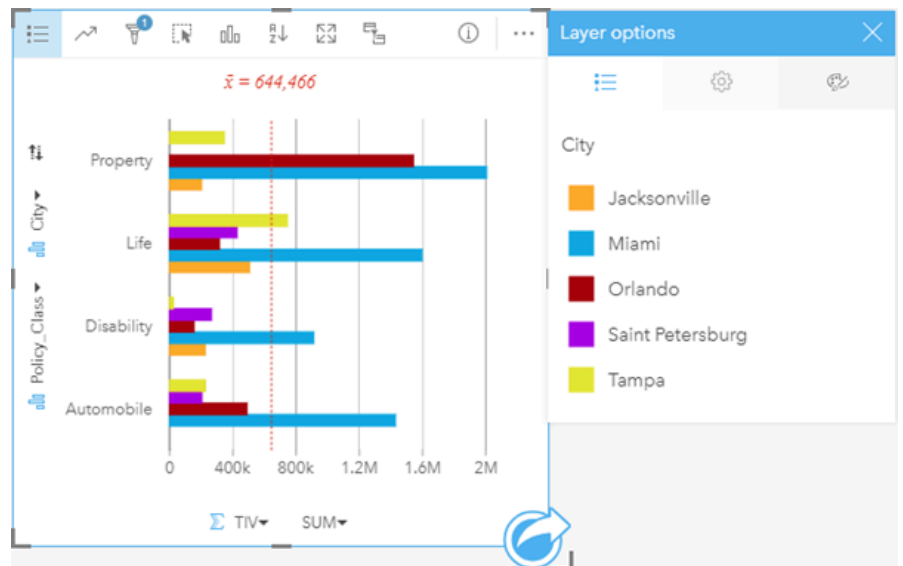 1
A
Z
Layer options
x̄ = 644,466
City
Jacksonville
Miami
Orlando
Saint Petersburg
Tampa
City
Policy_Class
Property
Life
Disability
Automobile
0 400k 800k 1.2M 1.6M 2M
Σ TIV SUM